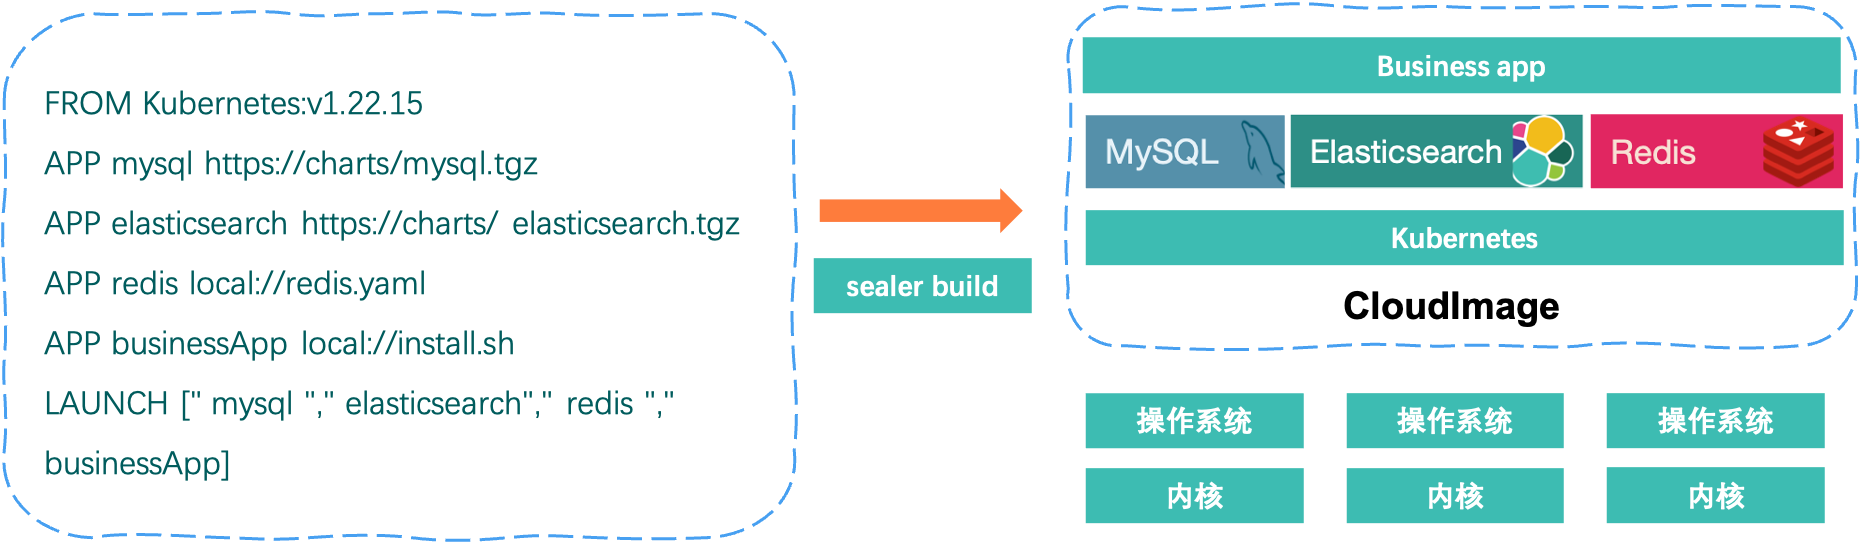 FROM Kubernetes:v1.22.15
APP mysql https://charts/mysql.tgz
APP elasticsearch https://charts/ elasticsearch.tgz
APP redis local://redis.yaml
APP businessApp local://install.sh
LAUNCH [" mysql "," elasticsearch"," redis ","
businessApp]
sealer build
Business app
MySQL Elasticsearch Redis
Kubernetes
CloudImage
操作系统 操作系统 操作系统
内核 内核 内核